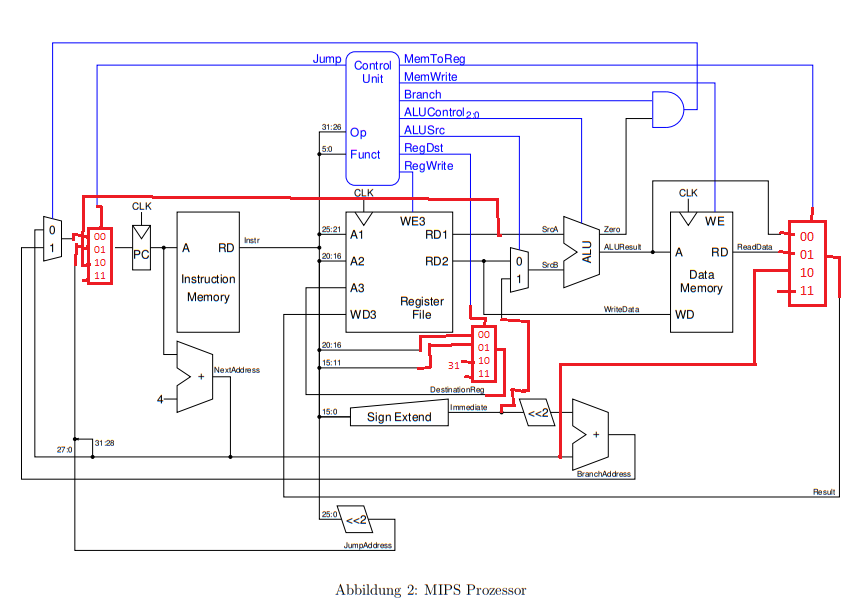 Jump
Control
Unit
MemToReg
MemWrite
Branch
ALUControl2:0
ALUSrc
RegDst
RegWrite
31:26
Op
5:0
Funct
CLK
CLK
CLK
0
1
00
01
10
11
PC
A
RD
Instr
Instruction
Memory
25:21
A1
WE3
RD1
20:16
A2
RD2
A3
WD3
Register
File
SrcA
SrcB
0
1
ALU
Zero
ALUResult
WE
A
RD
ReadData
Data
Memory
WD
WriteData
00
01
10
11
20:16
15:11
00
01
31
10
11
DestinationReg
+
NextAddress
4
15:0
Sign Extend
Immediate
<<2
+
BranchAddress
31:28
27:0
Result
25:0
<<2
JumpAddress
Abbildung 2: MIPS Prozessor